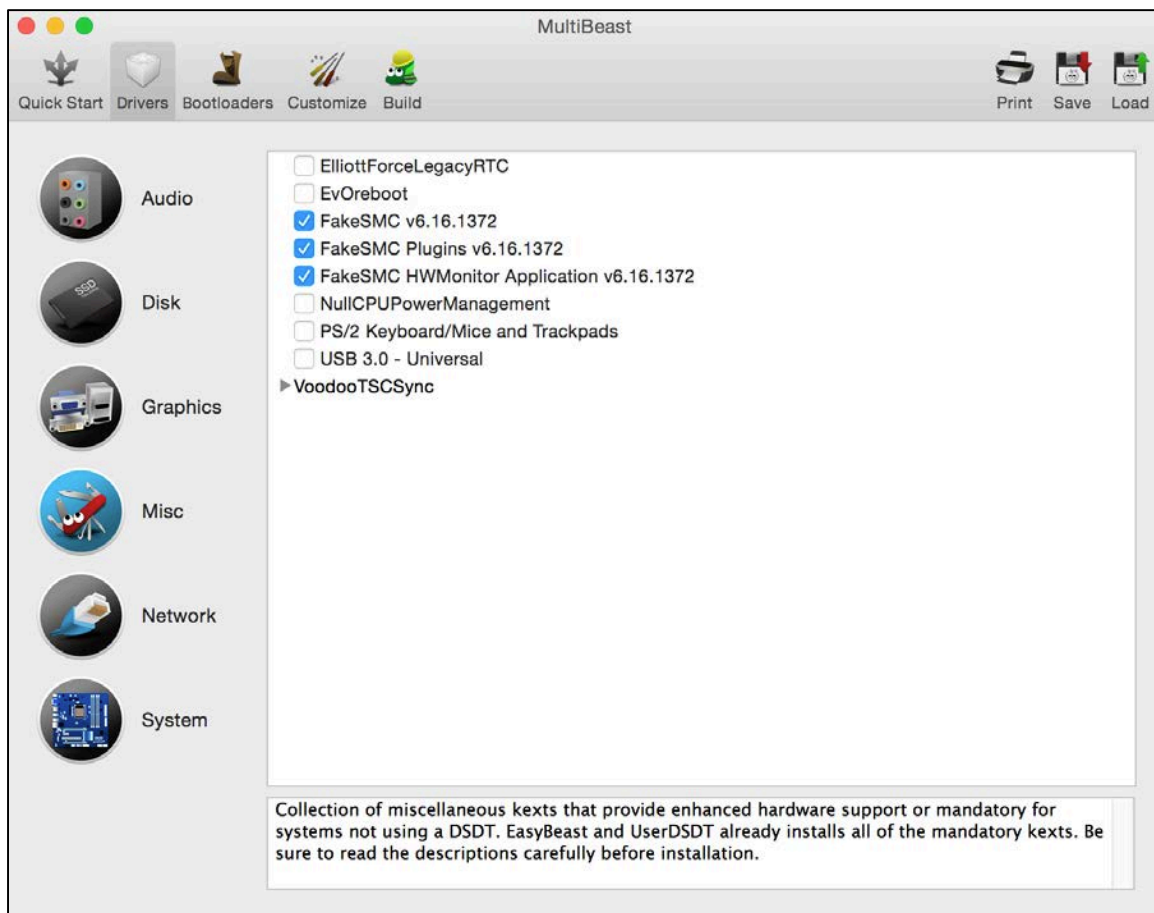 MultiBeast
Quick Start Drivers Bootloaders Customize Build Print Save Load
Audio
Disk
SSD
Graphics
Misc
Network
System
ElliottForceLegacyRTC
EvOreboot
FakeSMC v6.16.1372
FakeSMC Plugins v6.16.1372
FakeSMC HWMonitor Application v6.16.1372
NullCPUPowerManagement
PS/2 Keyboard/Mice and Trackpads
USB 3.0 - Universal
VoodooTSCSync
Collection of miscellaneous kexts that provide enhanced hardware support or mandatory for
systems not using a DSDT. EasyBeast and UserDSDT already installs all of the mandatory kexts. Be
sure to read the descriptions carefully before installation.